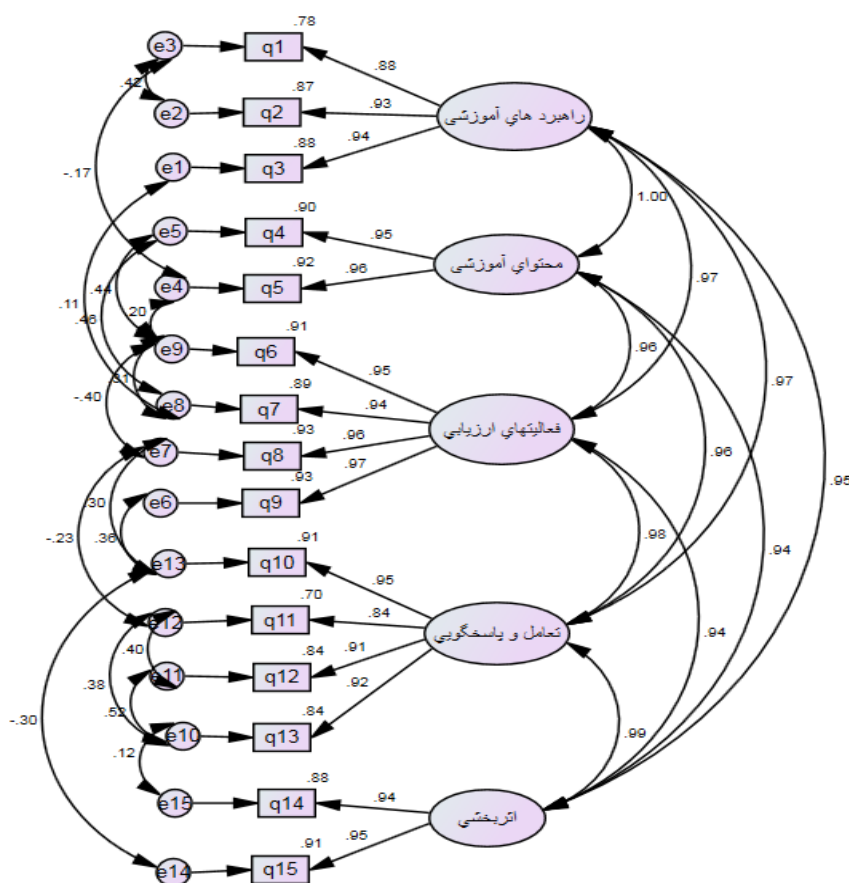 .78
e3
q1
.42
.88
.87
e2
q2
.93
راهبرد هاي آموزشی
.88
.94
e1
q3
-.17
1.00
.90
e5
q4
.95
محتواي آموزشی
.92
.96
.97
e4
q5
.44
.11
.20
.46
.91
e9
q6
.96
.95
.97
.89
-.40
e8
q7
.94
فعاليتهاي ارزيابي
.93
.96
e7
q8
.96
.93
.97
.95
e6
q9
.30
-.23
.36
.98
.94
.91
e13
q10
.95
.70
e12
q11
.84
تعامل و پاسخگويي
.94
.40
.84
.91
e11
q12
.38
.92
.52
.84
e10
q13
-.30
.99
.12
.88
e15
q14
.94
اثربخشي
.91
.95
e14
q15